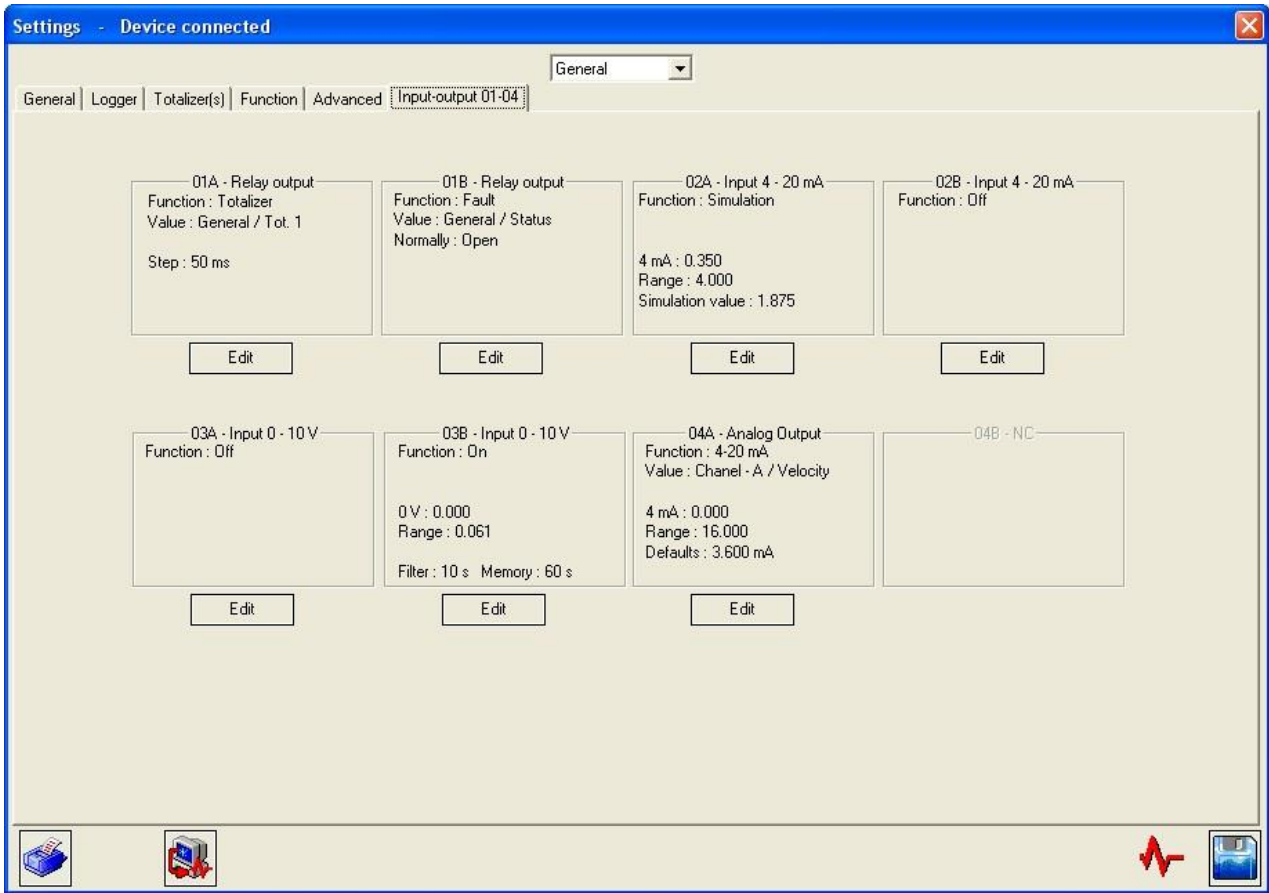 Settings - Device connected
General
General Logger Totalizer(s) Function Advanced Input-output 01-04
01A - Relay output
Function : Totalizer
Value : General / Tot. 1
Step : 50 ms
Edit
01B - Relay output
Function : Fault
Value : General / Status
Normally : Open
Edit
02A - Input 4 - 20 mA
Function : Simulation
4 mA : 0.350
Range : 4.000
Simulation value : 1.875
Edit
02B - Input 4 - 20 mA
Function : Off
Edit
03A - Input 0 - 10 V
Function : Off
Edit
03B - Input 0 - 10 V
Function : On
0 V : 0.000
Range : 0.061
Filter : 10 s Memory : 60 s
Edit
04A - Analog Output
Function : 4-20 mA
Value : Chanel - A / Velocity
4 mA : 0.000
Range : 16.000
Defaults : 3.600 mA
Edit
04B - NC